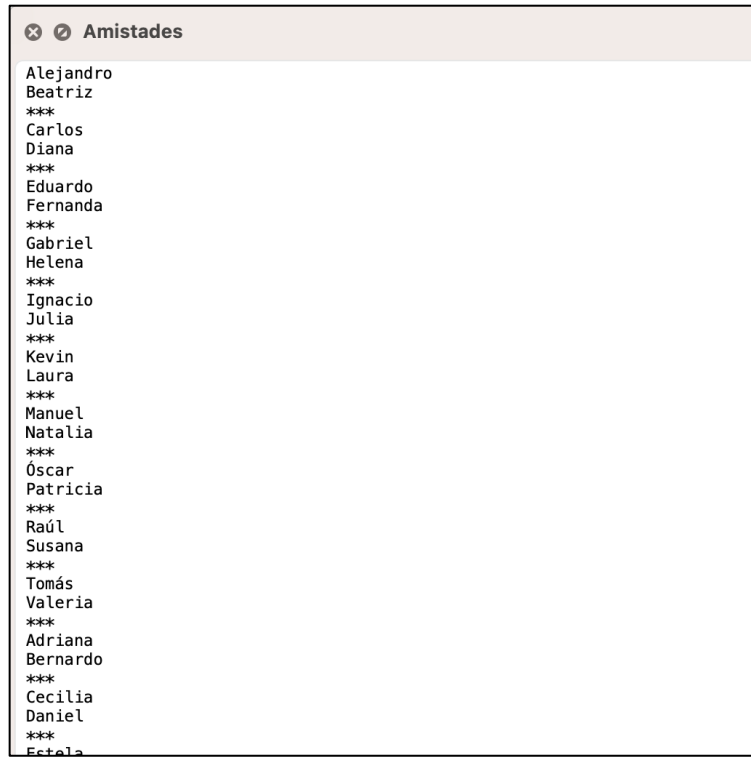 Amistades
Alejandro
Beatriz
***
Carlos
Diana
***
Eduardo
Fernanda
***
Gabriel
Helena
***
Ignacio
Julia
***
Kevin
Laura
***
Manuel
Natalia
***
Óscar
Patricia
***
Raúl
Susana
***
Tomás
Valeria
***
Adriana
Bernardo
***
Cecilia
Daniel
***
Estela